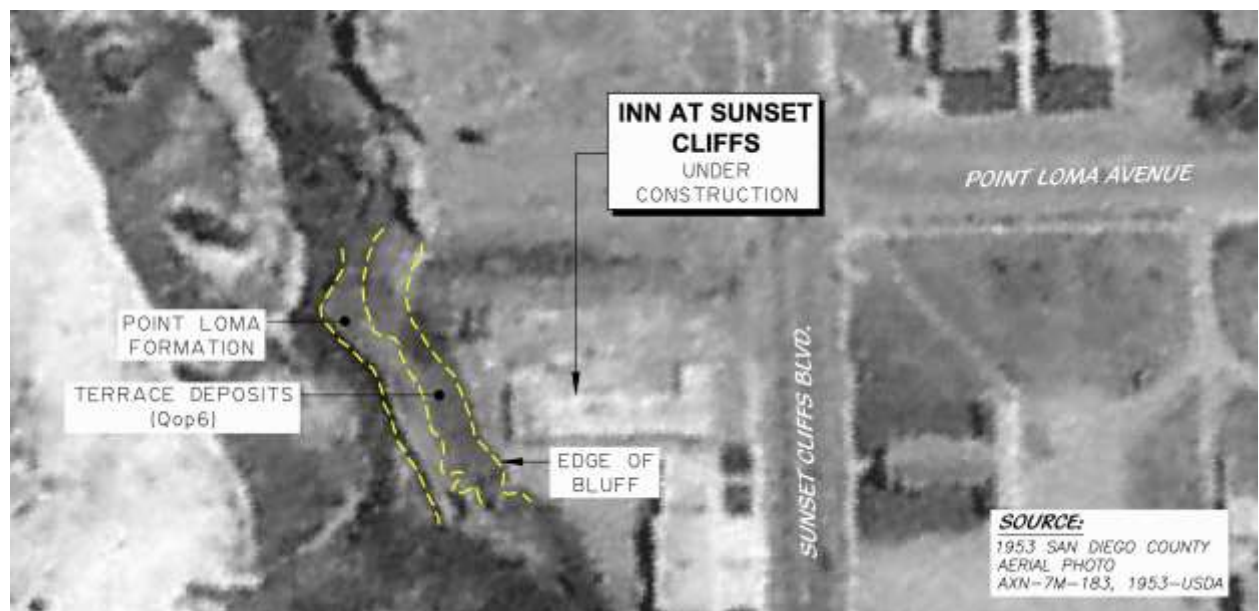 INN AT SUNSET
CLIFFS
UNDER
CONSTRUCTION
POINT LOMA AVENUE
POINT LOMA
FORMATION
TERRACE DEPOSITS
(Qop6)
EDGE OF
BLUFF
SUNSET CLIFFS BLVD.
SOURCE:
1953 SAN DIEGO COUNTY
AERIAL PHOTO
AXN-7M-183, 1953-USDA